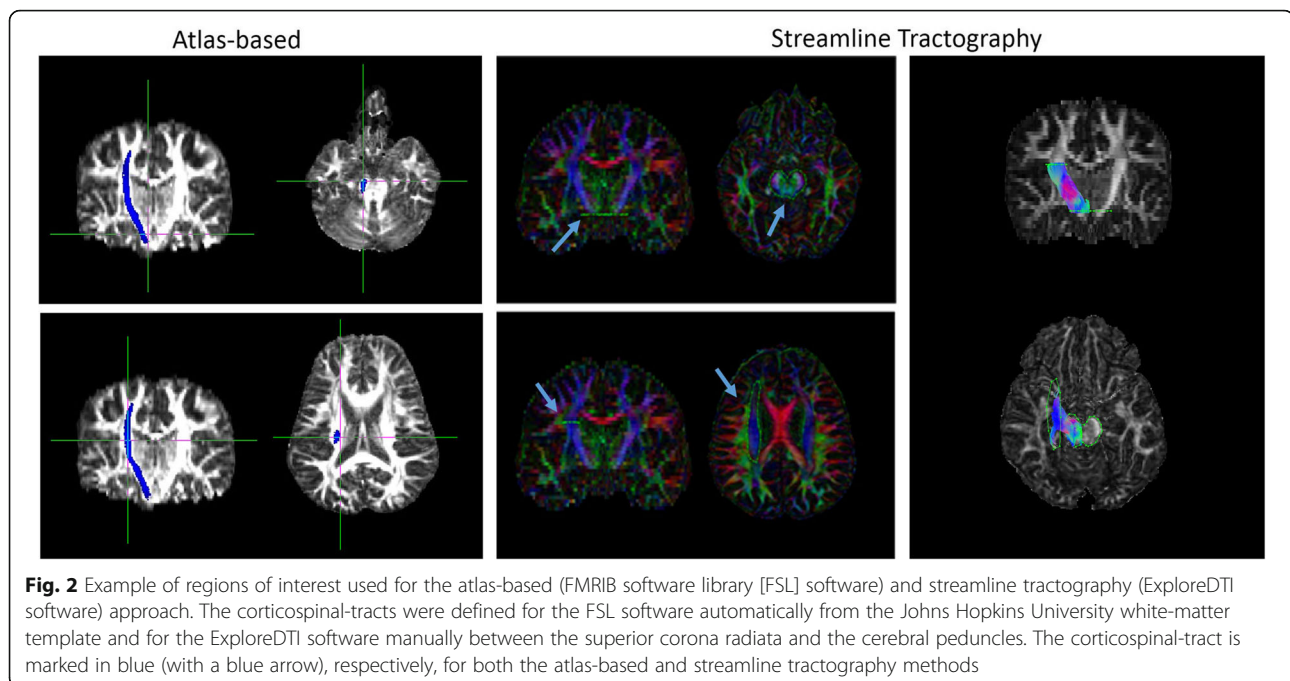 Atlas-based
Streamline Tractography
Fig. 2 Example of regions of interest used for the atlas-based (FMRIB software library [FSL] software) and streamline tractography (ExploreDTI
software) approach. The corticospinal-tracts were defined for the FSL software automatically from the Johns Hopkins University white-matter
template and for the ExploreDTI software manually between the superior corona radiata and the cerebral peduncles. The corticospinal-tract is
marked in blue (with a blue arrow), respectively, for both the atlas-based and streamline tractography methods